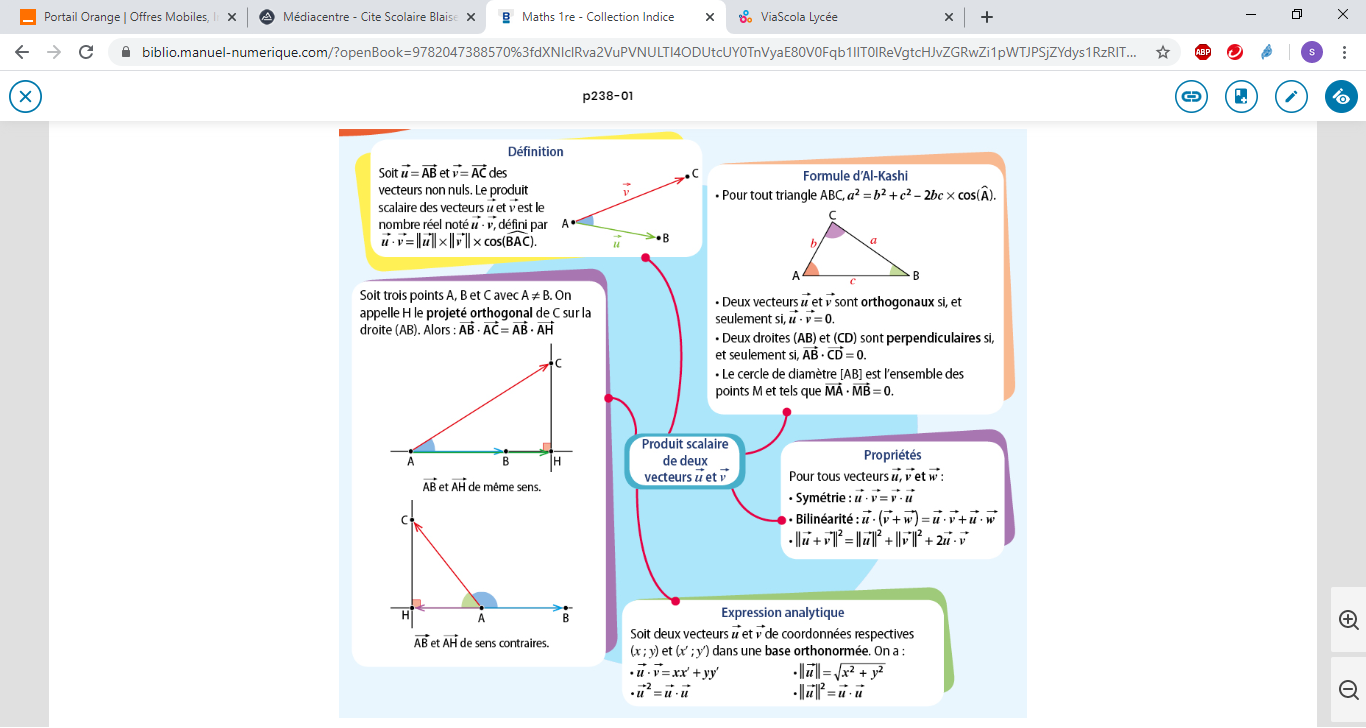 Portail Orange | Offres Mobiles, I
Médiacentre - Cite Scolaire Blaise
Maths 1re - Collection Indice
ViaScola Lycée
biblio.manuel-numerique.com/?openBook=9782047388570%3fdXNlclRva2VuPVNULTI4ODUtcUY0TnVyaE80V0Fqb1lIT0lReVgtcHJvZGRwZi1pWTJPSjZYdys1RzRIT...
ABP
S
p238-01
Définition
Soit u⃗ = AB⃗ et v⃗ = AC⃗ des
vecteurs non nuls. Le produit
scalaire des vecteurs u⃗ et v⃗ est le
nombre réel noté u⃗ · v⃗, défini par
u⃗ · v⃗ = ||u⃗|| × ||v⃗|| × cos(B͡AC).
A
B
C
v⃗
u⃗
Formule d'Al-Kashi
• Pour tout triangle ABC, a² = b² + c² – 2bc × cos(Â).
C
b
a
A
c
B
• Deux vecteurs u⃗ et v⃗ sont orthogonaux si, et
seulement si, u⃗ · v⃗ = 0.
• Deux droites (AB) et (CD) sont perpendiculaires si,
et seulement si, AB⃗ · CD⃗ = 0.
• Le cercle de diamètre [AB] est l'ensemble des
points M et tels que MA⃗ · MB⃗ = 0.
Soit trois points A, B et C avec A ≠ B. On
appelle H le projeté orthogonal de C sur la
droite (AB). Alors : AB⃗ · AC⃗ = AB⃗ · AH⃗
C
A
B
H
AB⃗ et AH⃗ de même sens.
C
H
A
B
AB⃗ et AH⃗ de sens contraires.
Produit scalaire
de deux
vecteurs u⃗ et v⃗
Propriétés
Pour tous vecteurs u⃗, v⃗ et w⃗ :
• Symétrie : u⃗ · v⃗ = v⃗ · u⃗
• Bilinéarité : u⃗ · (v⃗ + w⃗) = u⃗ · v⃗ + u⃗ · w⃗
• ||u⃗ + v⃗||² = ||u⃗||² + ||v⃗||² + 2u⃗ · v⃗
Expression analytique
Soit deux vecteurs u⃗ et v⃗ de coordonnées respectives
(x ; y) et (x′ ; y′) dans une base orthonormée. On a :
• u⃗ · v⃗ = xx′ + yy′
• ||u⃗|| = √(x² + y²)
• u⃗² = u⃗ · u⃗
• ||u⃗||² = u⃗ · u⃗